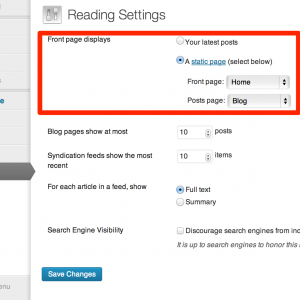 Reading Settings
Front page displays
Your latest posts
A static page (select below)
Front page: Home
Posts page: Blog
Blog pages show at most 10 posts
Syndication feeds show the most
recent
10 items
For each article in a feed, show
Full text
Summary
Search Engine Visibility
Discourage search engines from
It is up to search engines to honor this
Save Changes
e
enu